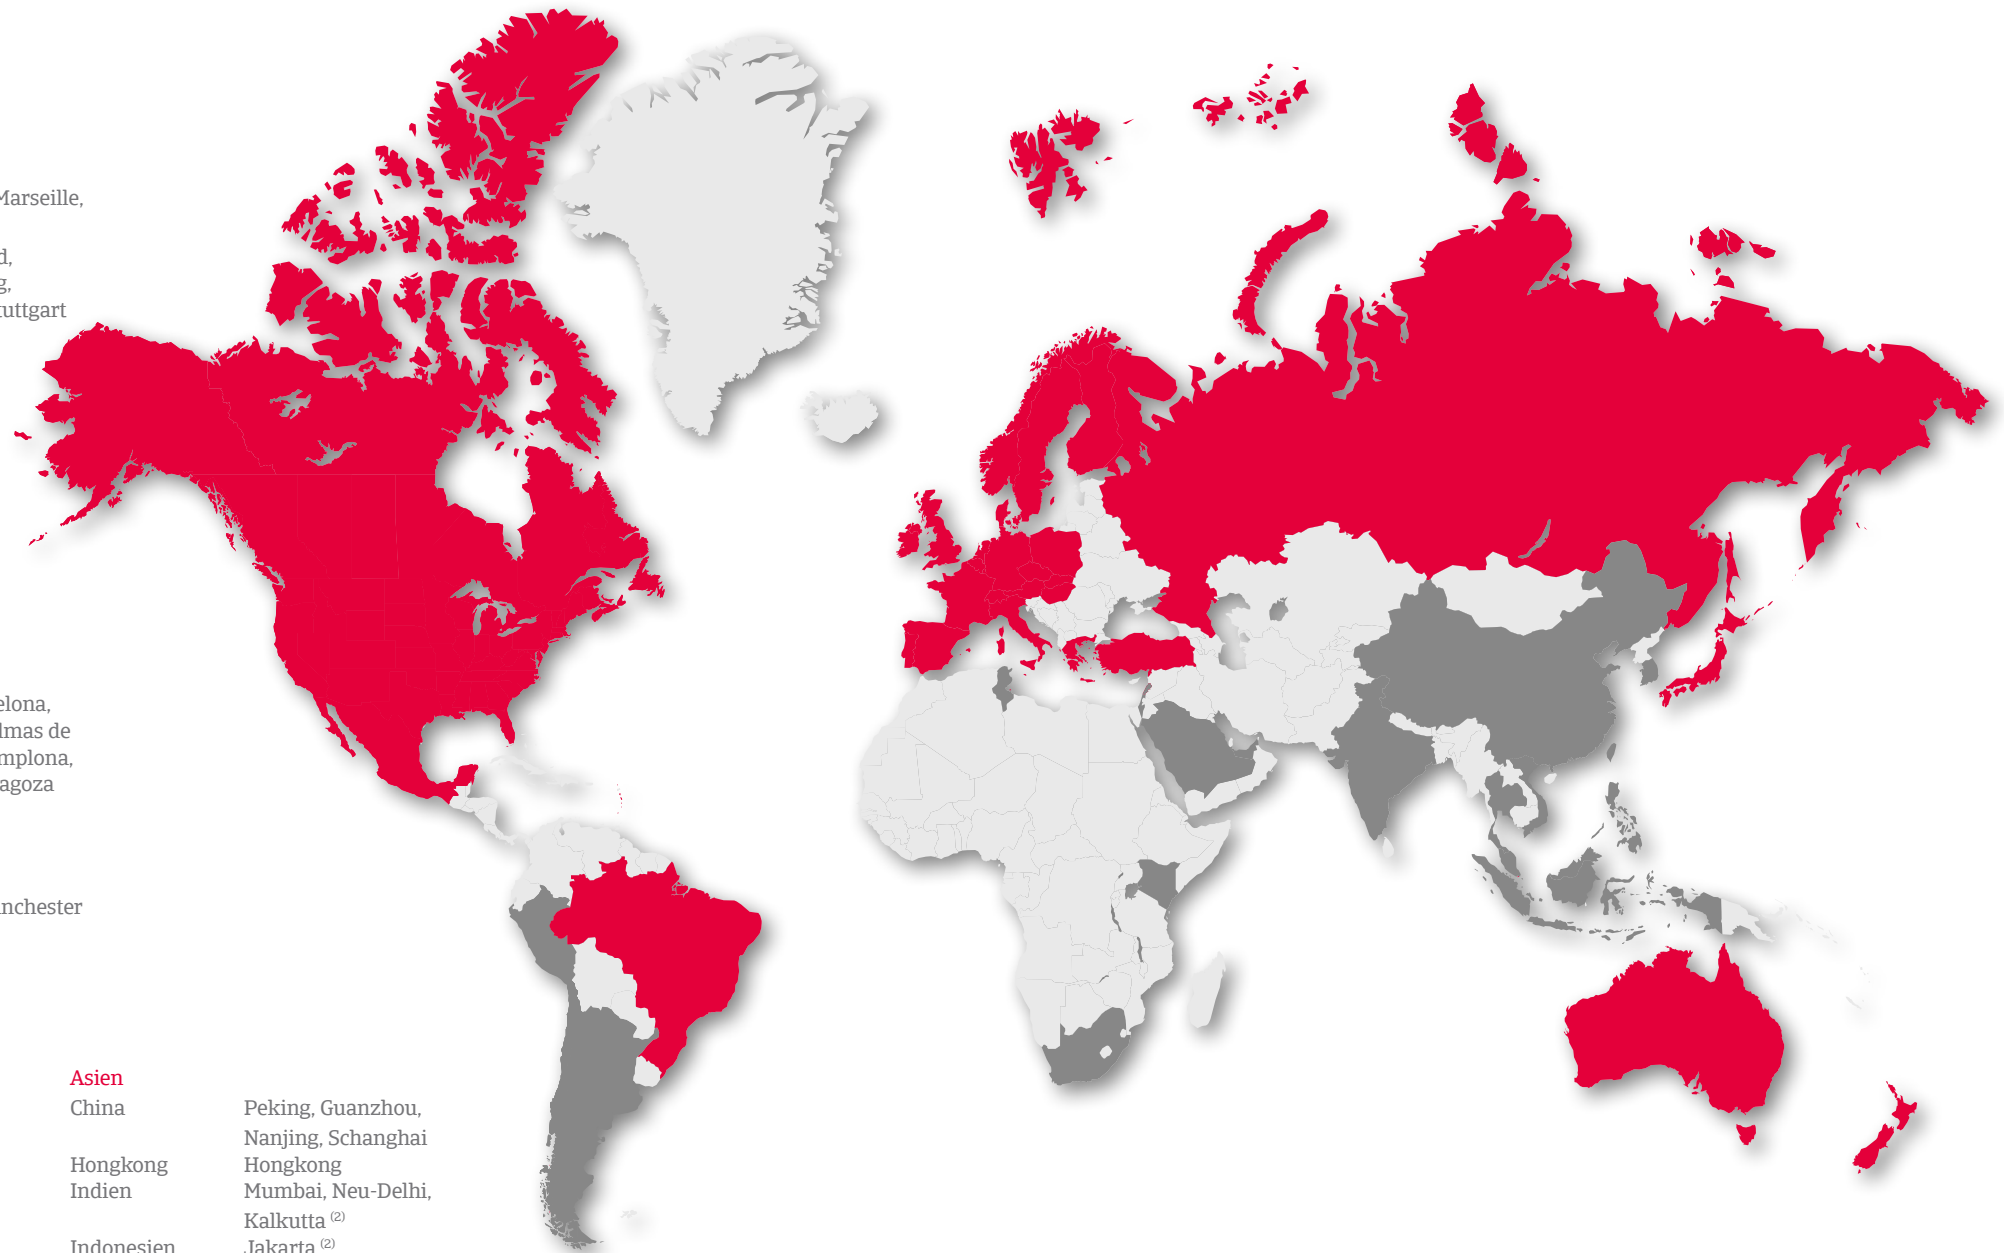 Marseille,
d,
g,
tuttgart
elona,
lmas de
mplona,
agoza
nchester
Asien
China Peking, Guanzhou,
Nanjing, Schanghai
Hongkong Hongkong
Indien Mumbai, Neu-Delhi,
Kalkutta (2)
Indonesien Jakarta (2)